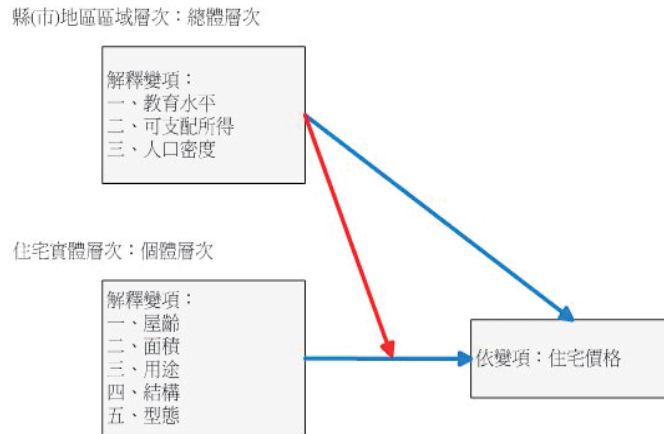 縣(市)地區區域層次：總體層次
解釋變項：
一、教育水平
二、可支配所得
三、人口密度
住宅實體層次：個體層次
解釋變項：
一、屋齡
二、面積
三、用途
四、結構
五、型態
依變項：住宅價格